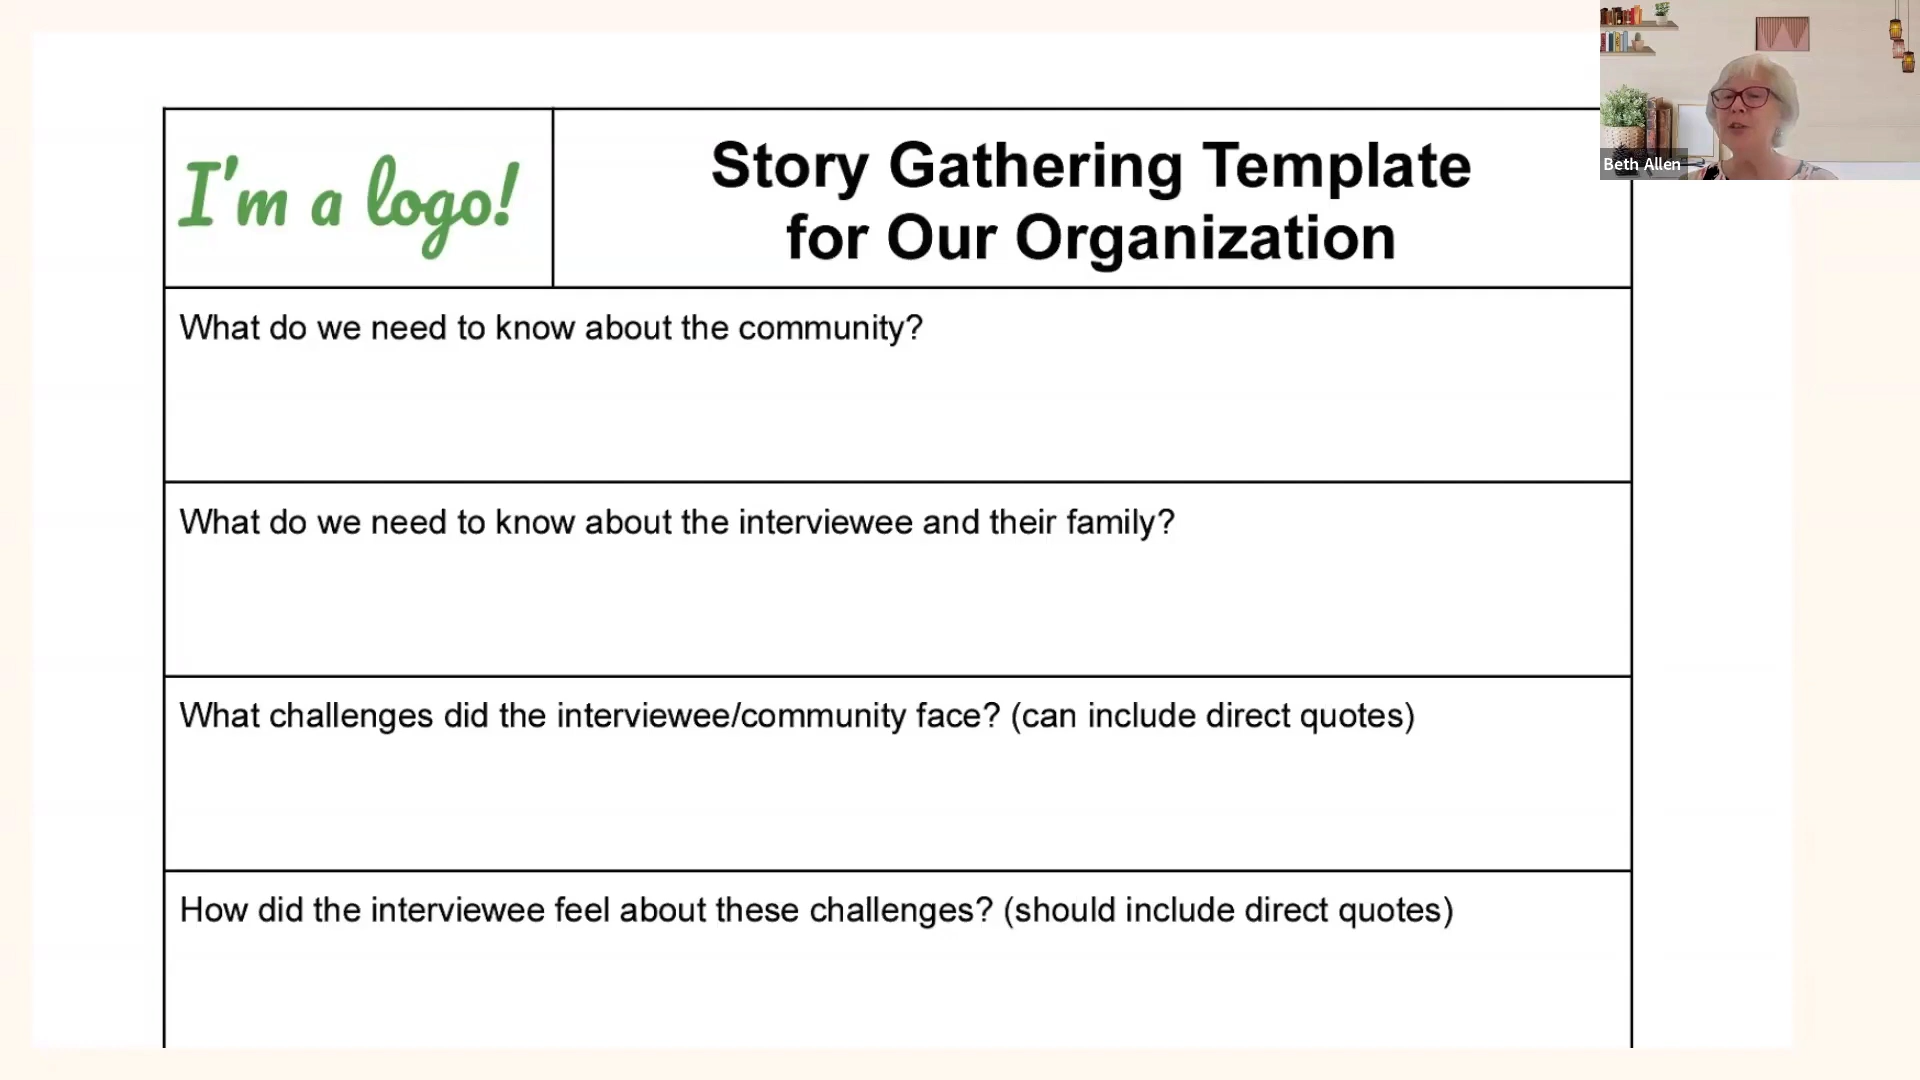 I'm a logo!
Story Gathering Template
for Our Organization
Beth Allen
What do we need to know about the community?
What do we need to know about the interviewee and their family?
What challenges did the interviewee/community face? (can include direct quotes)
How did the interviewee feel about these challenges? (should include direct quotes)